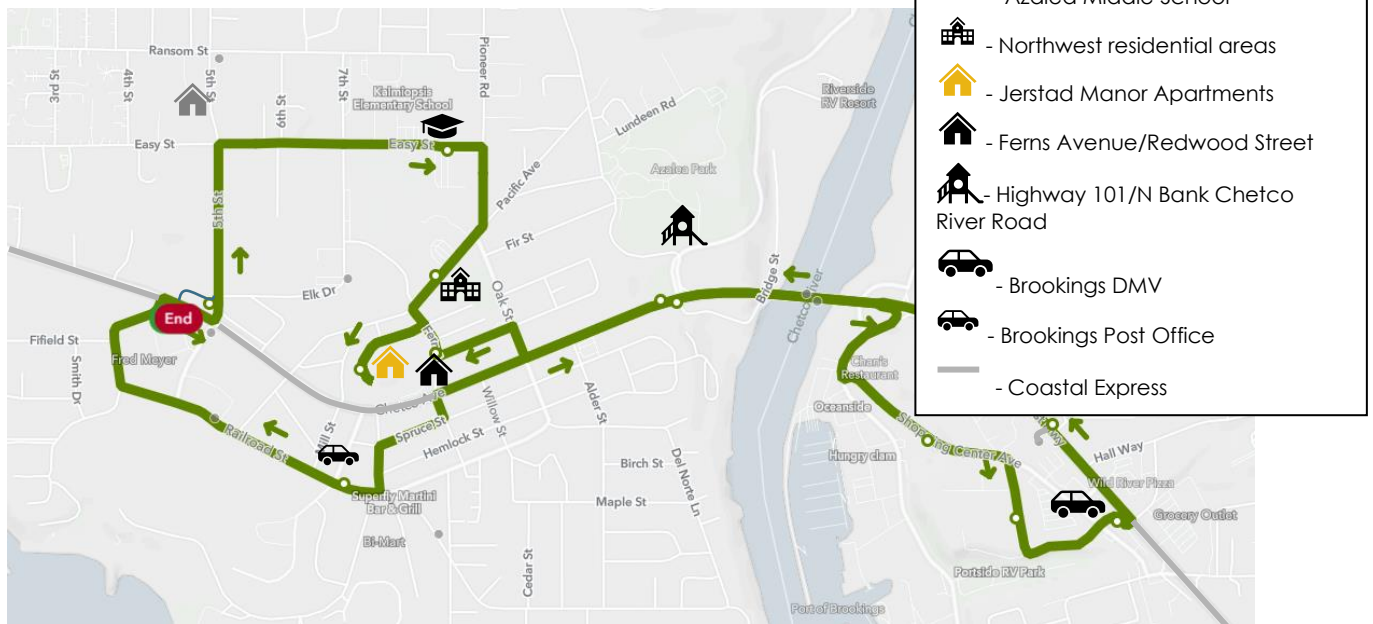 Azalea Middle School
- Northwest residential areas
- Jerstad Manor Apartments
- Ferns Avenue/Redwood Street
- Highway 101/N Bank Chetco
River Road
- Brookings DMV
- Brookings Post Office
- Coastal Express
Ransom St
3rd St
4th St
5th St
6th St
7th St
Pioneer Rd
Kalmiopsis
Elementary School
Easy St
Easy St
Lundeen Rd
Riverside
RV Resort
Azalea Park
Pacific Ave
5th St
Fir St
Elk Dr
Oak St
Bridge St
Chetco River
End
Fifield St
Fred Meyer
Smith Dr
Fern
Chetco Ave
Willow St
Alder St
Chan's
Restaurant
Oceanside
Spruce St
Mill St
Hemlock St
Railroad St
Shopping Center Ave
Hall Way
Hungry clam
Birch St
Del Norte Ln
Superfly Martini
Bar & Grill
Maple St
Wild River Pizza
Grocery Outlet
Bi-Mart
Cedar St
Portside RV Park
Port of Brookings